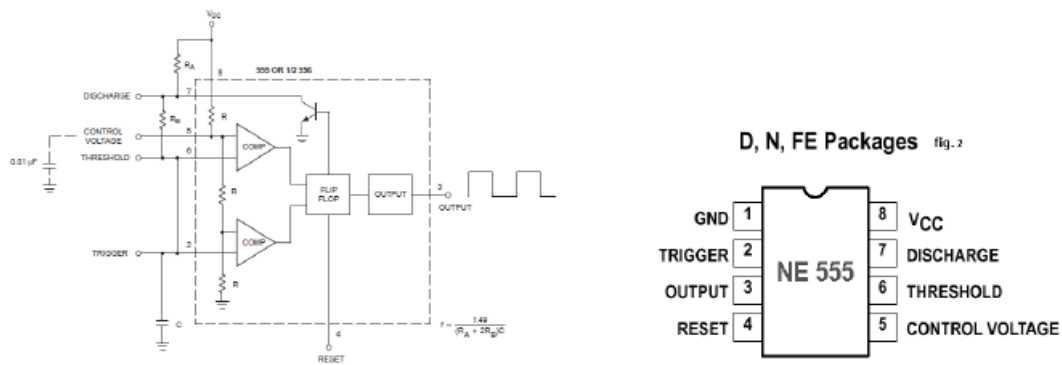 VCC
RA
8
555 OR 1/2 556
DISCHARGE
7
RB
R
CONTROL
VOLTAGE
5
COMP
THRESHOLD
6
0.01 µF
R
FLIP
FLOP
OUTPUT
3
OUTPUT
TRIGGER
2
COMP
R
C
f = 1.49
(RA + 2RB)C
4
RESET
D, N, FE Packages fig. 2
GND 1 8 VCC
TRIGGER 2 7 DISCHARGE
NE 555
OUTPUT 3 6 THRESHOLD
RESET 4 5 CONTROL VOLTAGE